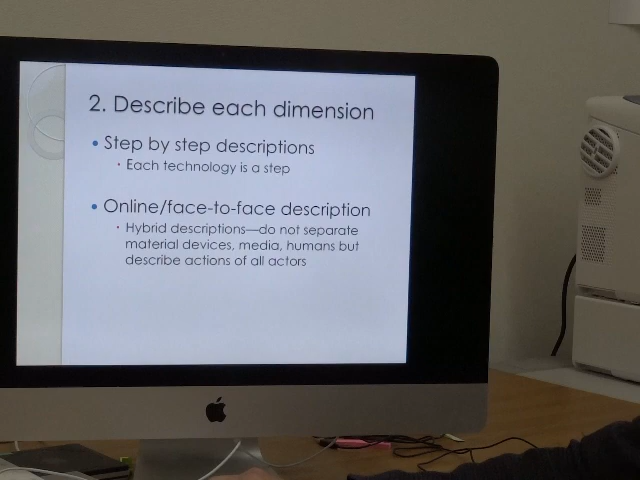 2. Describe each dimension
• Step by step descriptions
• Each technology is a step
• Online/face-to-face description
• Hybrid descriptions—do not separate
material devices, media, humans but
describe actions of all actors